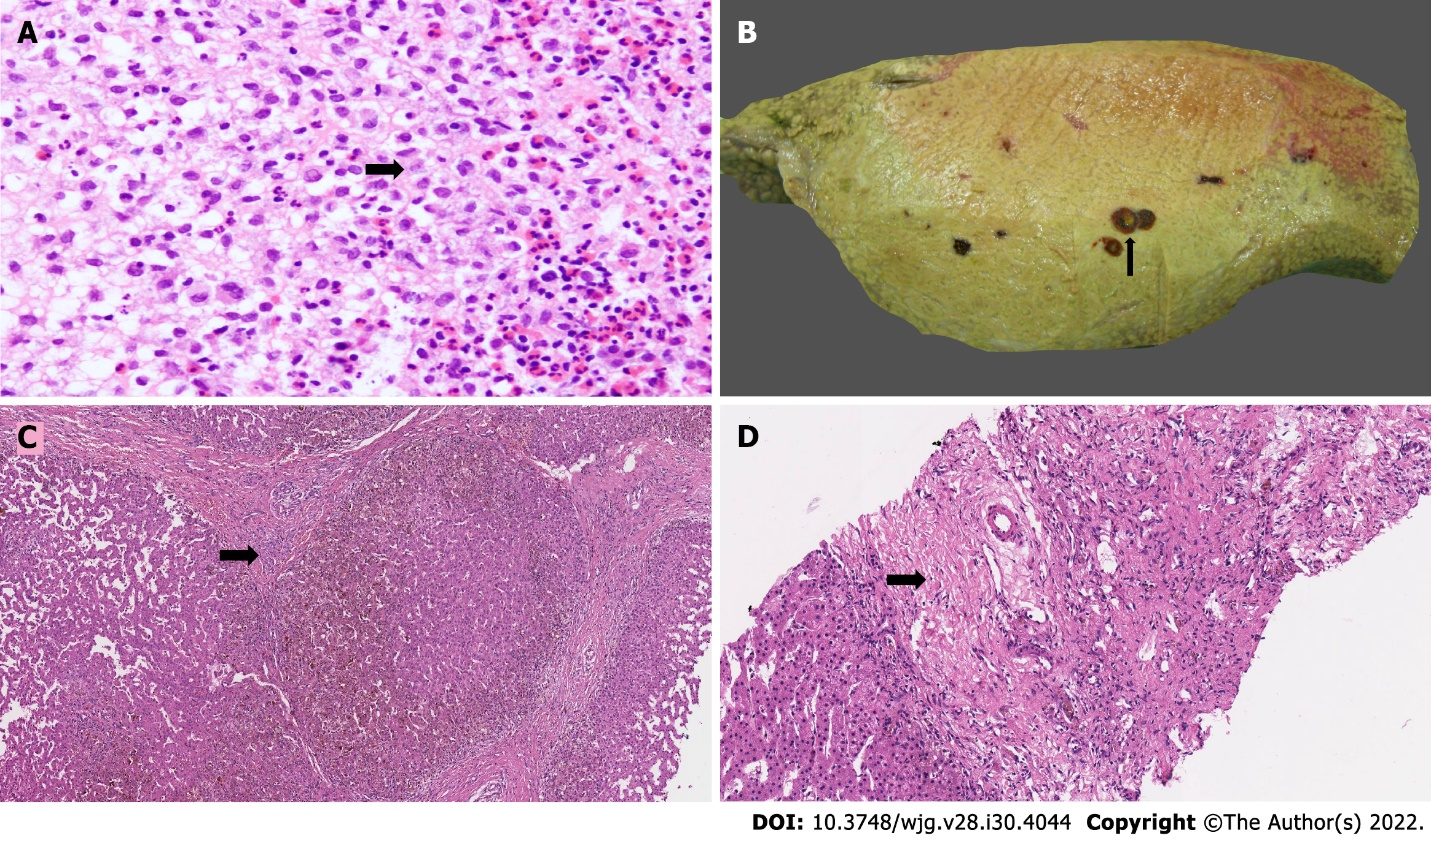 A
B
C
D
DOI: 10.3748/wjg.v28.i30.4044 Copyright ©The Author(s) 2022.